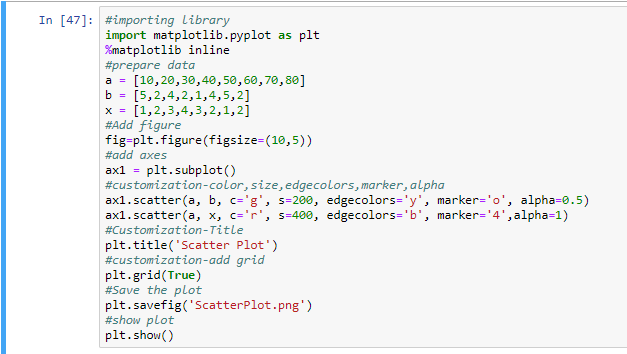 In [47]: #importing library
import matplotlib.pyplot as plt
%matplotlib inline
#prepare data
a = [10,20,30,40,50,60,70,80]
b = [5,2,4,2,1,4,5,2]
x = [1,2,3,4,3,2,1,2]
#Add figure
fig=plt.figure(figsize=(10,5))
#add axes
ax1 = plt.subplot()
#customization-color,size,edgecolors,marker,alpha
ax1.scatter(a, b, c='g', s=200, edgecolors='y', marker='o', alpha=0.5)
ax1.scatter(a, x, c='r', s=400, edgecolors='b', marker='4',alpha=1)
#Customization-Title
plt.title('Scatter Plot')
#customization-add grid
plt.grid(True)
#Save the plot
plt.savefig('ScatterPlot.png')
#show plot
plt.show()